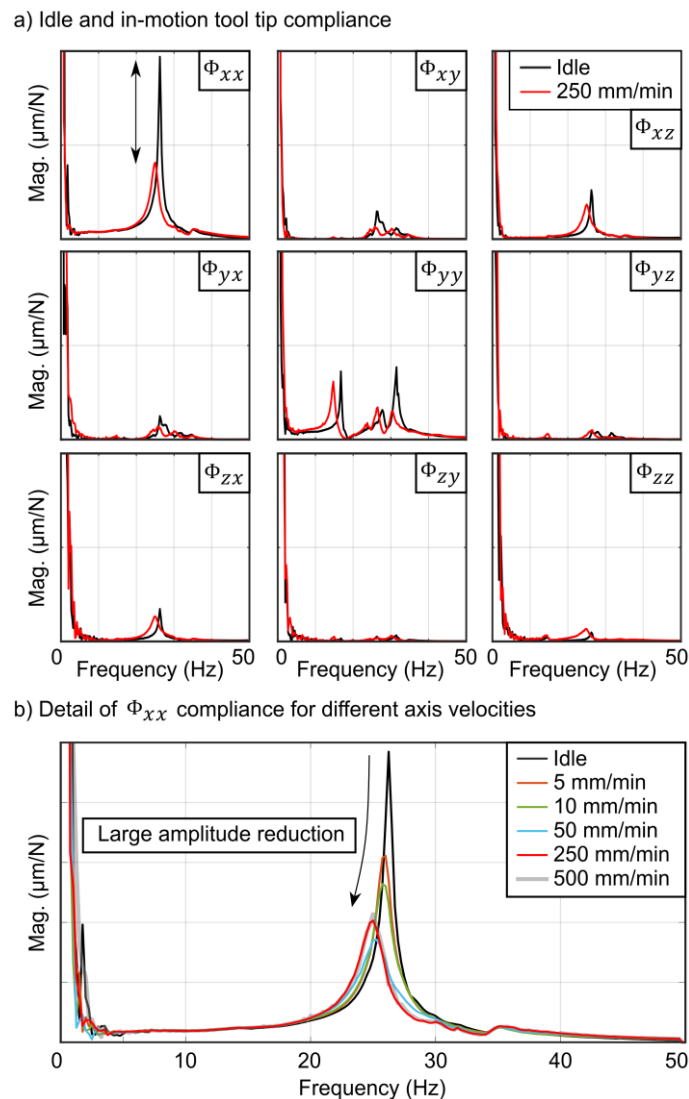 a) Idle and in-motion tool tip compliance
Mag. (µm/N)
Φxx
Φxy
Idle
250 mm/min
Φxz
Mag. (µm/N)
Φyx
Φyy
Φyz
Mag. (µm/N)
Φzx
Φzy
Φzz
0 50 0 50 0 50
Frequency (Hz) Frequency (Hz) Frequency (Hz)
b) Detail of Φxx compliance for different axis velocities
Mag. (µm/N)
Large amplitude reduction
Idle
5 mm/min
10 mm/min
50 mm/min
250 mm/min
500 mm/min
0 10 20 30 40 50
Frequency (Hz)